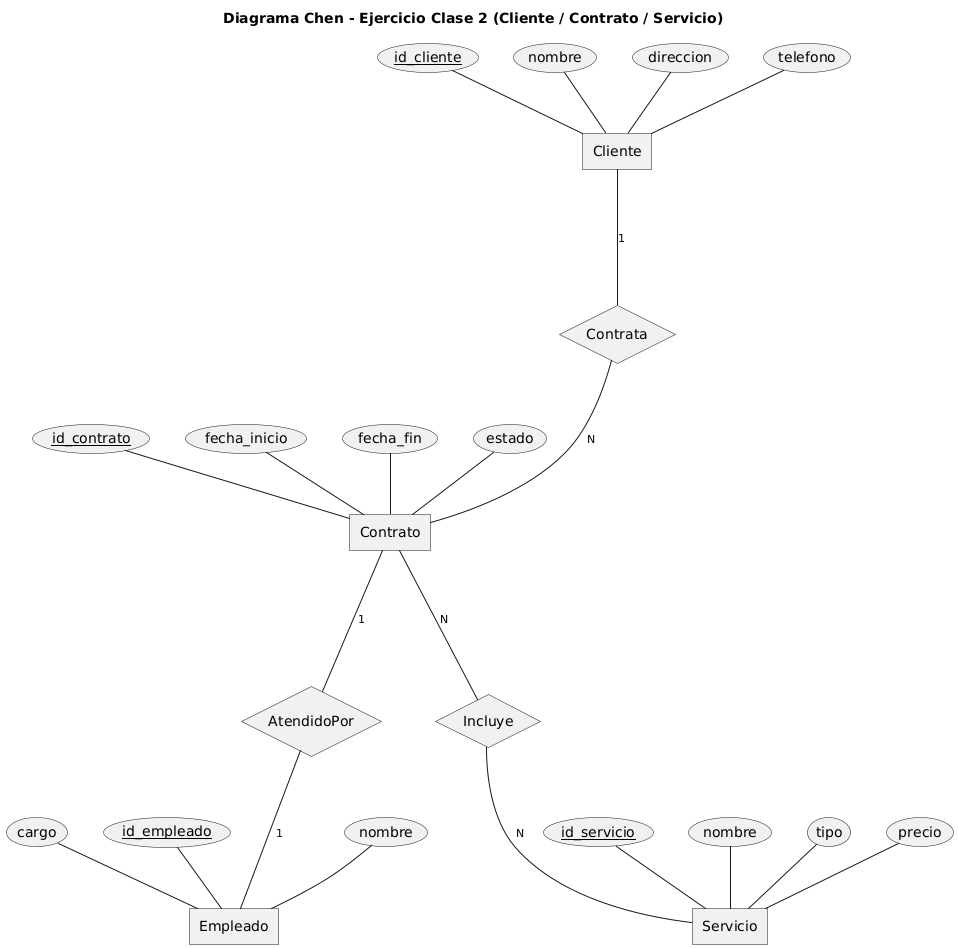 Diagrama Chen - Ejercicio Clase 2 (Cliente / Contrato / Servicio)
id_cliente
nombre
direccion
telefono
Cliente
1
Contrata
id_contrato
fecha_inicio
fecha_fin
estado
N
Contrato
1
N
AtendidoPor
Incluye
cargo
id_empleado
1
nombre
N
id_servicio
nombre
tipo
precio
Empleado
Servicio